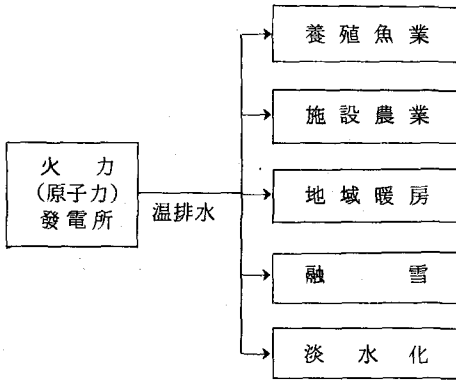 養殖魚業
施設農業
火力
(原子力)
發電所
温排水
地域暖房
融雪
淡水化